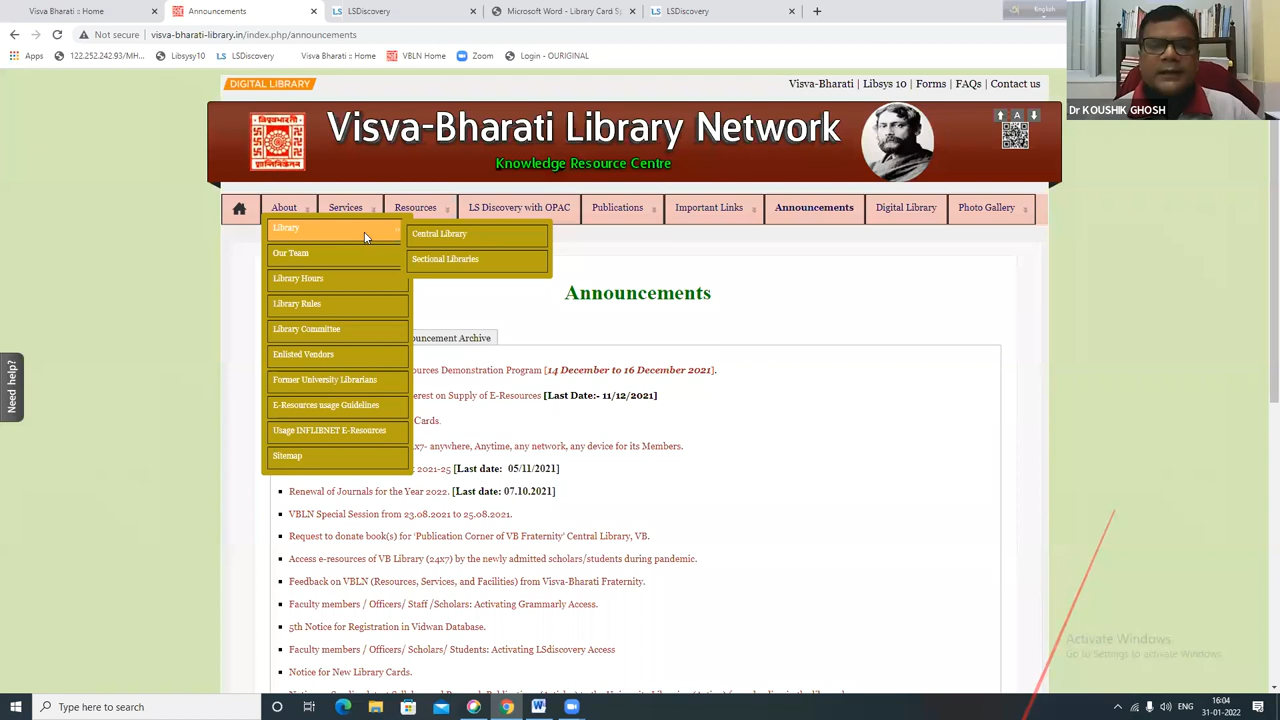 Visva Bharati :: Home
Announcements
LSDiscovery
Microsoft Word - Library Card Sy
LSDiscovery
English
Not secure
visva-bharati-library.in/index.php/announcements
Apps
122.252.242.93/MH...
Libsysy10
LSDiscovery
Visva Bharati :: Home
VBLN Home
Zoom
Login - OURIGINAL
Dr KOUSHIK GHOSH
DIGITAL LIBRARY
Visva-Bharati | Libsys 10 | Forms | FAQs | Contact us
Visva-Bharati Library Network
Knowledge Resource Centre
A
About
Services
Resources
LS Discovery with OPAC
Publications
Important Links
Announcements
Digital Library
Photo Gallery
Library
Central Library
Sectional Libraries
Our Team
Library Hours
Library Rules
Library Committee
Enlisted Vendors
Former University Librarians
E-Resources usage Guidelines
Usage INFLIBNET E-Resources
Sitemap
Announcements
ouncement Archive
ources Demonstration Program [14 December to 16 December 2021].
erest on Supply of E-Resources [Last Date:- 11/12/2021]
Cards.
x7- anywhere, Anytime, any network, any device for its Members.
2021-25 [Last date: 05/11/2021]
Renewal of Journals for the Year 2022. [Last date: 07.10.2021]
VBLN Special Session from 23.08.2021 to 25.08.2021.
Request to donate book(s) for 'Publication Corner of VB Fraternity' Central Library, VB.
Access e-resources of VB Library (24x7) by the newly admitted scholars/students during pandemic.
Feedback on VBLN (Resources, Services, and Facilities) from Visva-Bharati Fraternity.
Faculty members / Officers/ Staff /Scholars: Activating Grammarly Access.
5th Notice for Registration in Vidwan Database.
Faculty members / Officers/ Scholars/ Students: Activating LSdiscovery Access
Notice for New Library Cards.
Need help?
Activate Windows
Go to Settings to activate Windows.
Type here to search
16:04
31-01-2022